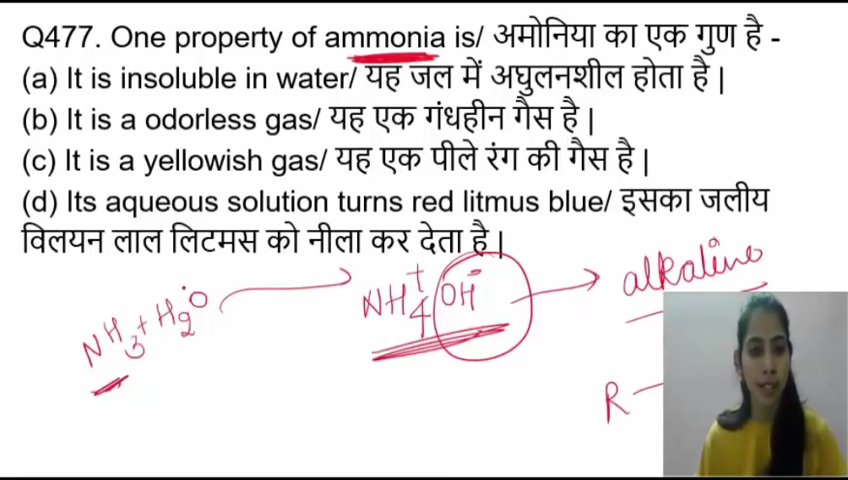 Q477. One property of ammonia is/ अमोनिया का एक गुण है -
(a) It is insoluble in water/ यह जल में अघुलनशील होता है |
(b) It is a odorless gas/ यह एक गंधहीन गैस है |
(c) It is a yellowish gas/ यह एक पीले रंग की गैस है |
(d) Its aqueous solution turns red litmus blue/ इसका जलीय
विलयन लाल लिटमस को नीला कर देता है |
NH3 + H2O → NH4+ OH- → alkaline
R –